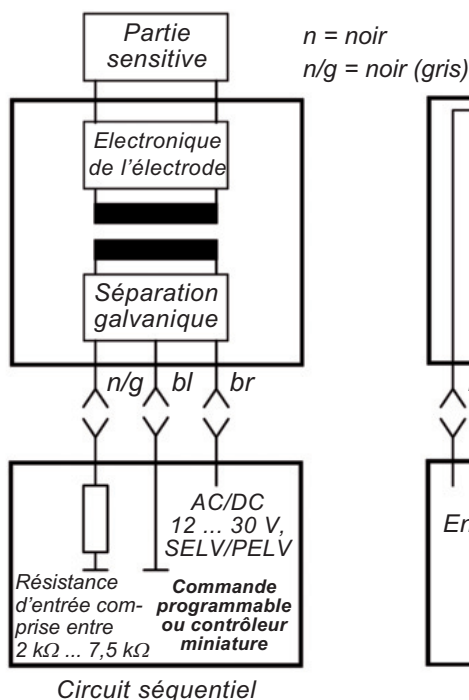 Partie
sensitive
n = noir
n/g = noir (gris)
Electronique
de l'électrode
Séparation
galvanique
n/g bl br
AC/DC
12 ... 30 V,
SELV/PELV
Résistance
d'entrée com-
prise entre
2 kΩ ... 7,5 kΩ
Commande
programmable
ou contrôleur
miniature
Circuit séquentiel